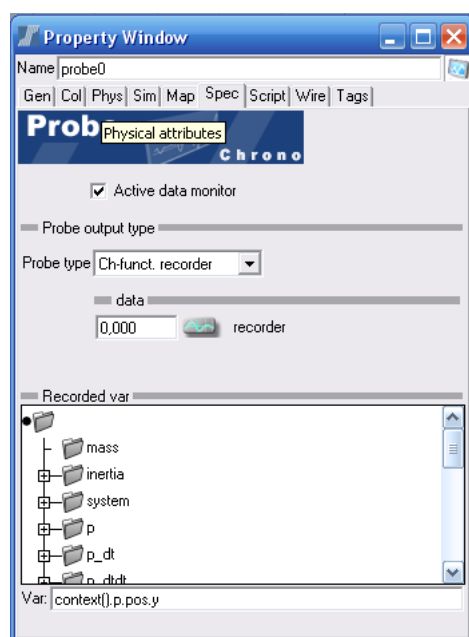 Property Window
Name probe0
Gen Col Phys Sim Map Spec Script Wire Tags
Physical attributes
Chrono
Active data monitor
Probe output type
Probe type Ch-funct. recorder
data
0,000 recorder
Recorded var
mass
inertia
system
p
p_dt
p_dtdt
Var: context().p.pos.y